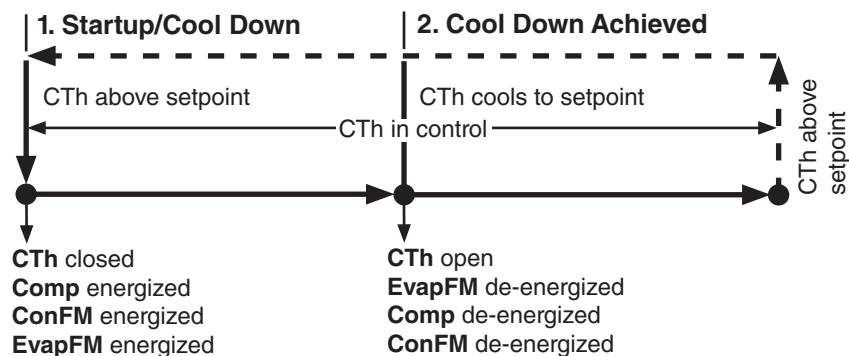 1. Startup/Cool Down
2. Cool Down Achieved
CTh above setpoint
CTh cools to setpoint
CTh in control
CTh above
setpoint
CTh closed
Comp energized
ConFM energized
EvapFM energized
CTh open
EvapFM de-energized
Comp de-energized
ConFM de-energized